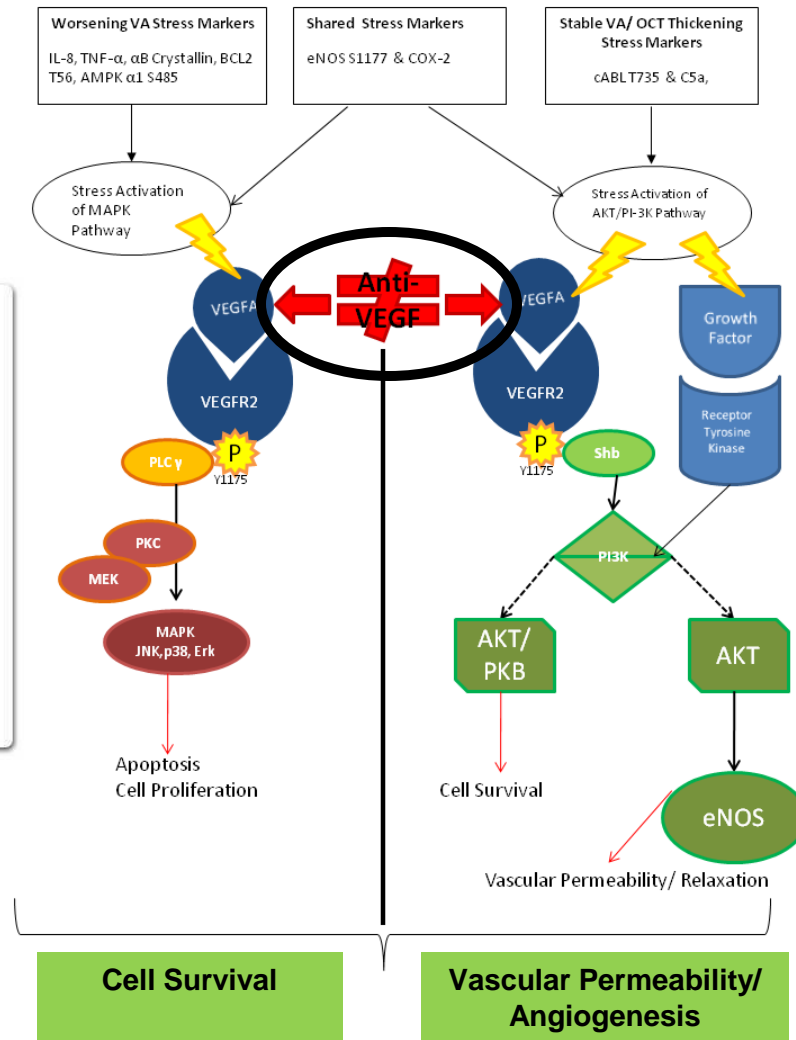 Worsening VA Stress Markers
IL-8, TNF-α, αB Crystallin, BCL2
T56, AMPK α1 S485
Shared Stress Markers
eNOS S1177 & COX-2
Stable VA/ OCT Thickening
Stress Markers
cABL T735 & C5a,
Stress Activation
of MAPK
Pathway
Stress Activation of
AKT/PI-3K Pathway
VEGFA
Anti-
VEGF
VEGFA
Growth
Factor
VEGFR2
VEGFR2
Receptor
Tyrosine
Kinase
PLC γ
P
Y1175
P
Y1175
Shb
PKC
MEK
PI3K
MAPK
JNK,p38, Erk
AKT/
PKB
AKT
Apoptosis
Cell Proliferation
Cell Survival
eNOS
Vascular Permeability/ Relaxation
Cell Survival
Vascular Permeability/
Angiogenesis